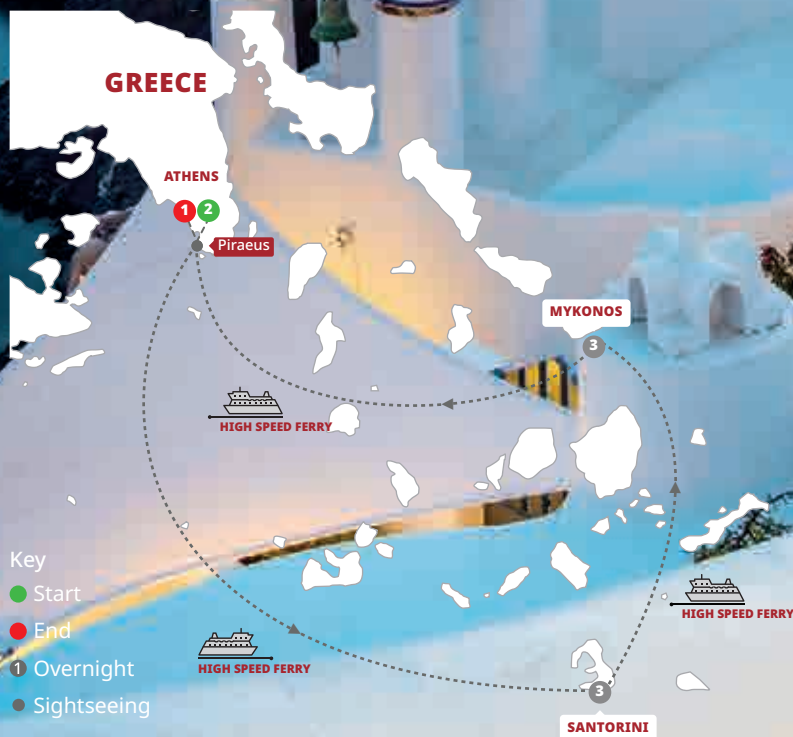 GREECE
ATHENS
1 2
Piraeus
MYKONOS
3
HIGH SPEED FERRY
Key
Start
End
1 Overnight
Sightseeing
HIGH SPEED FERRY
HIGH SPEED FERRY
3
SANTORINI